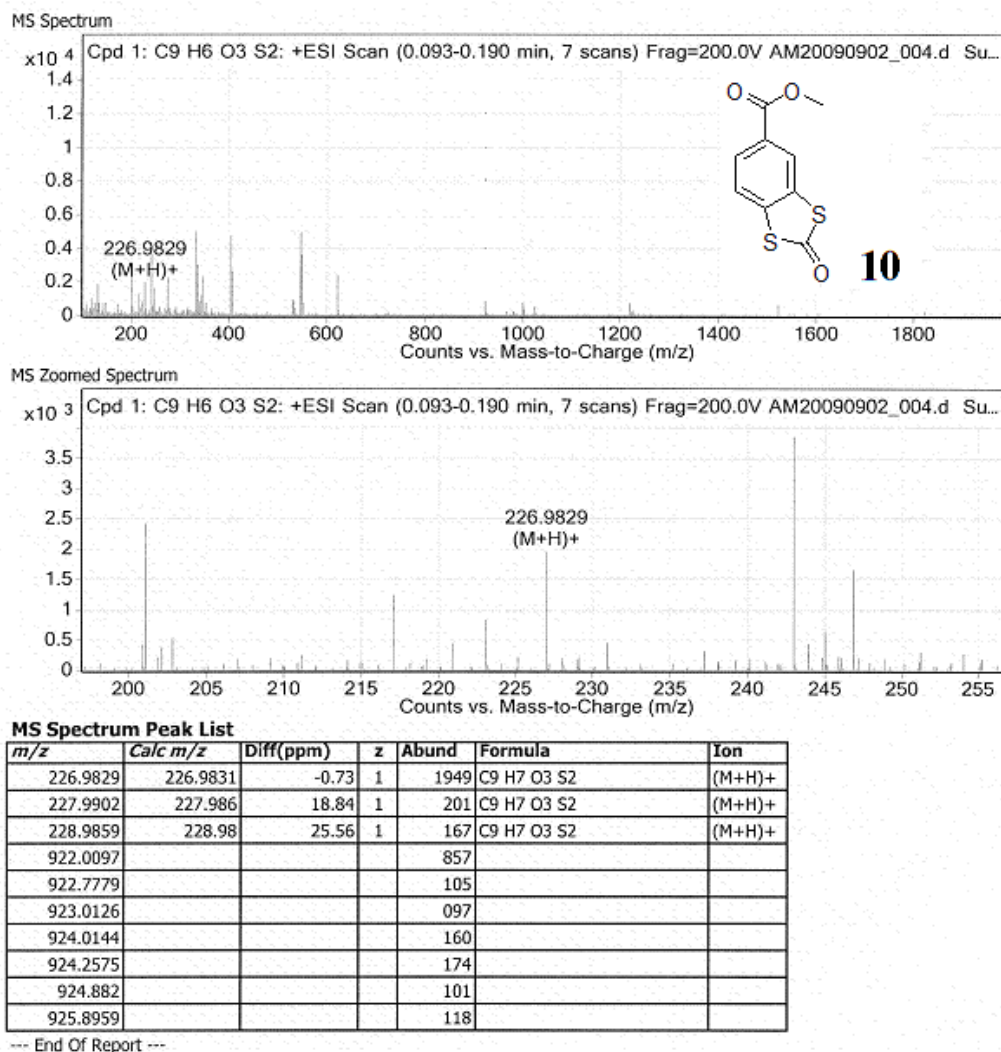 MS Spectrum
x10 4 Cpd 1: C9 H6 O3 S2: +ESI Scan (0.093-0.190 min, 7 scans) Frag=200.0V AM20090902_004.d Su...
1.4
1.2
1
0.8
0.6
0.4
0.2
0
226.9829
(M+H)+
O
O
S
S
O
10
200 400 600 800 1000 1200 1400 1600 1800
Counts vs. Mass-to-Charge (m/z)
MS Zoomed Spectrum
x10 3 Cpd 1: C9 H6 O3 S2: +ESI Scan (0.093-0.190 min, 7 scans) Frag=200.0V AM20090902_004.d Su...
3.5
3
2.5
2
1.5
1
0.5
0
226.9829
(M+H)+
200 205 210 215 220 225 230 235 240 245 250 255
Counts vs. Mass-to-Charge (m/z)
MS Spectrum Peak List
m/z Calc m/z Diff(ppm) z Abund Formula Ion
226.9829 226.9831 -0.73 1 1949 C9 H7 O3 S2 (M+H)+
227.9902 227.986 18.84 1 201 C9 H7 O3 S2 (M+H)+
228.9859 228.98 25.56 1 167 C9 H7 O3 S2 (M+H)+
922.0097 857
922.7779 105
923.0126 097
924.0144 160
924.2575 174
924.882 101
925.8959 118
--- End Of Report ---